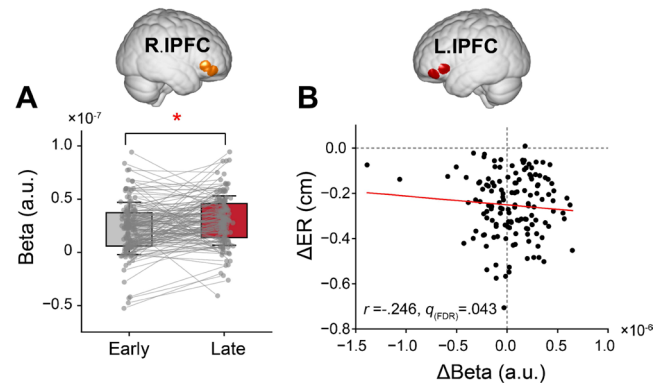 R.IPFC
L.IPFC
A
B
×10⁻⁷
*
1.0
0.5
0
−0.5
Beta (a.u.)
Early
Late
0.0
−0.2
−0.4
−0.6
−0.8
ΔER (cm)
r=-.246, q(FDR)=.043
−1.5
−1.0
−0.5
0.0
0.5
1.0
×10⁻⁶
ΔBeta (a.u.)